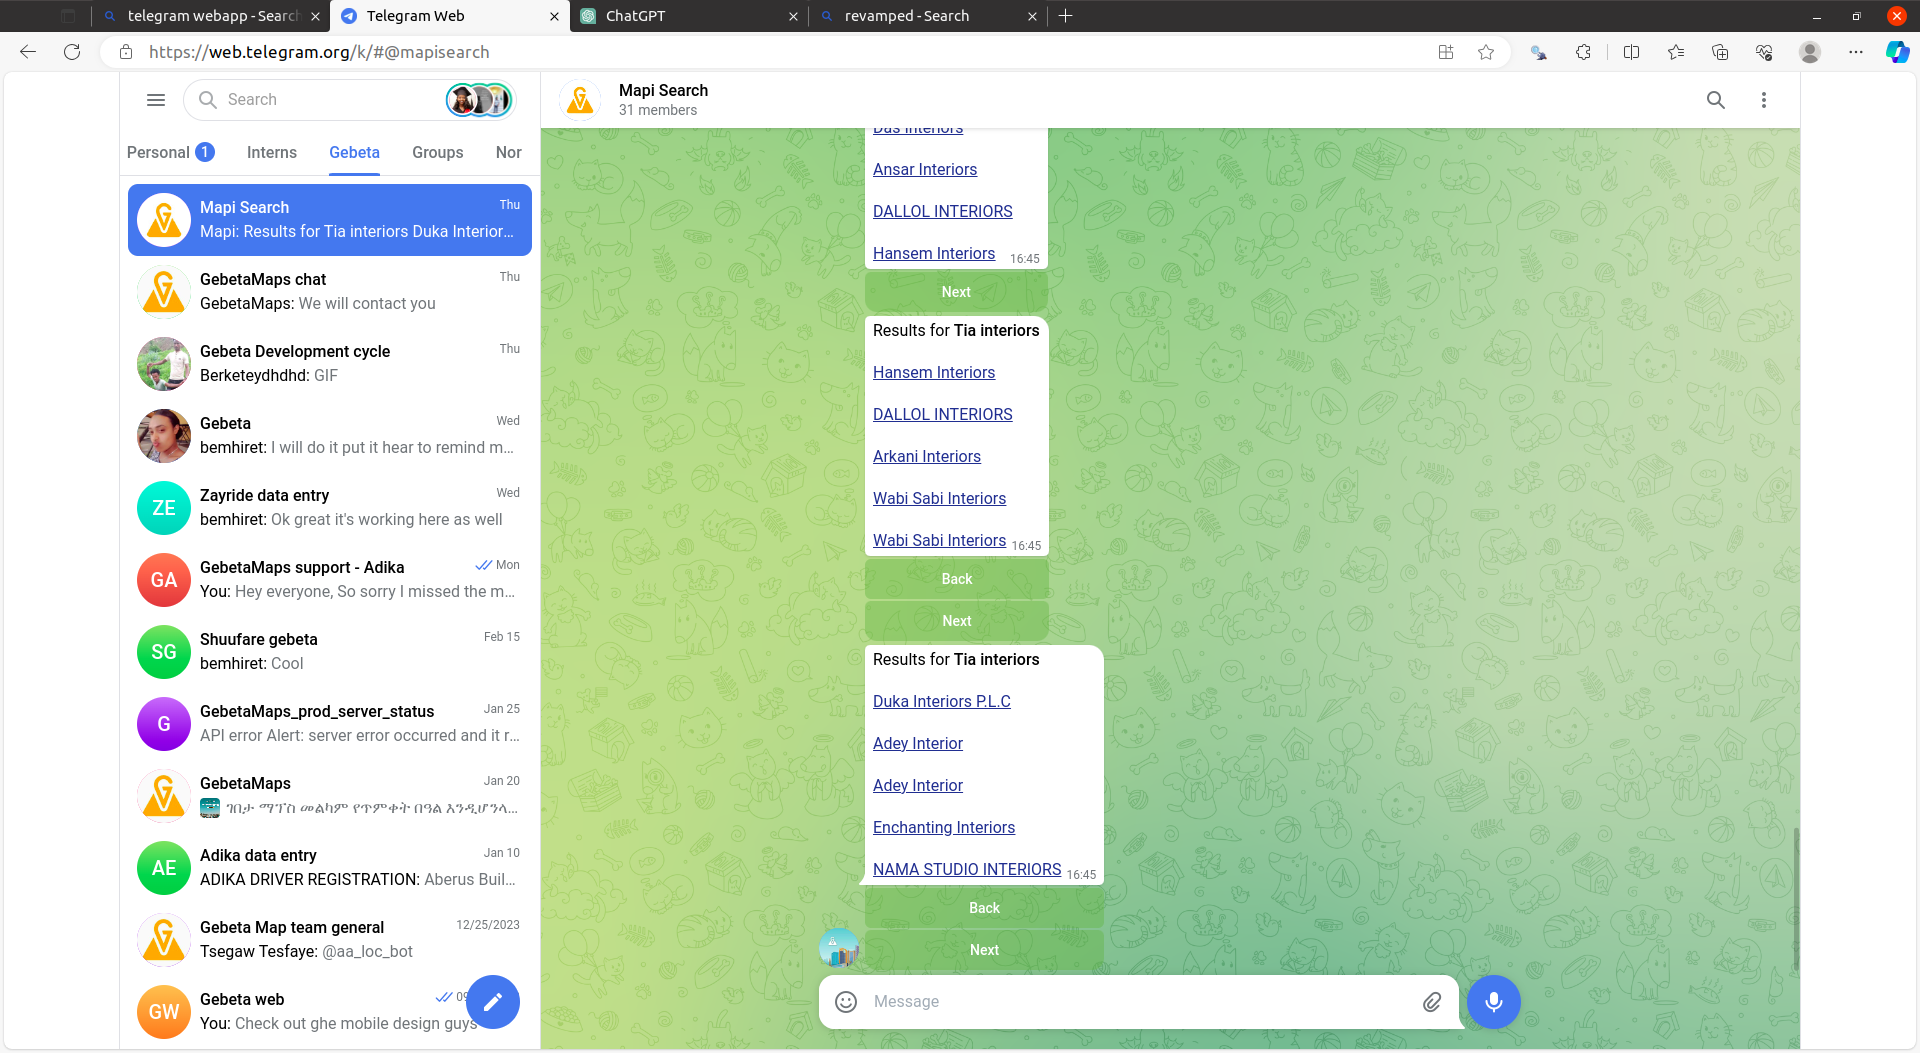 telegram webapp - Search
Telegram Web
ChatGPT
revamped - Search
https://web.telegram.org/k/#@mapisearch
Search
Personal 1
Interns
Gebeta
Groups
Nor
Mapi Search Thu
Mapi: Results for Tia interiors Duka Interior...
GebetaMaps chat Thu
GebetaMaps: We will contact you
Gebeta Development cycle Thu
Berketeydhdhd: GIF
Gebeta Wed
bemhiret: I will do it put it hear to remind m...
ZE
Zayride data entry Wed
bemhiret: Ok great it's working here as well
GA
GebetaMaps support - Adika Mon
You: Hey everyone, So sorry I missed the m...
SG
Shuufare gebeta Feb 15
bemhiret: Cool
G
GebetaMaps_prod_server_status Jan 25
API error Alert: server error occurred and it r...
GebetaMaps Jan 20
ገበታ ማፕስ መልካም የጥምቀት በዓል እንዲሆንላ...
AE
Adika data entry Jan 10
ADIKA DRIVER REGISTRATION: Aberus Buil...
Gebeta Map team general 12/25/2023
Tsegaw Tesfaye: @aa_loc_bot
GW
Gebeta web 09
You: Check out ghe mobile design guys
Mapi Search
31 members
Das Interiors
Ansar Interiors
DALLOL INTERIORS
Hansem Interiors 16:45
Next
Results for Tia interiors
Hansem Interiors
DALLOL INTERIORS
Arkani Interiors
Wabi Sabi Interiors
Wabi Sabi Interiors 16:45
Back
Next
Results for Tia interiors
Duka Interiors P.L.C
Adey Interior
Adey Interior
Enchanting Interiors
NAMA STUDIO INTERIORS 16:45
Back
Next
Message